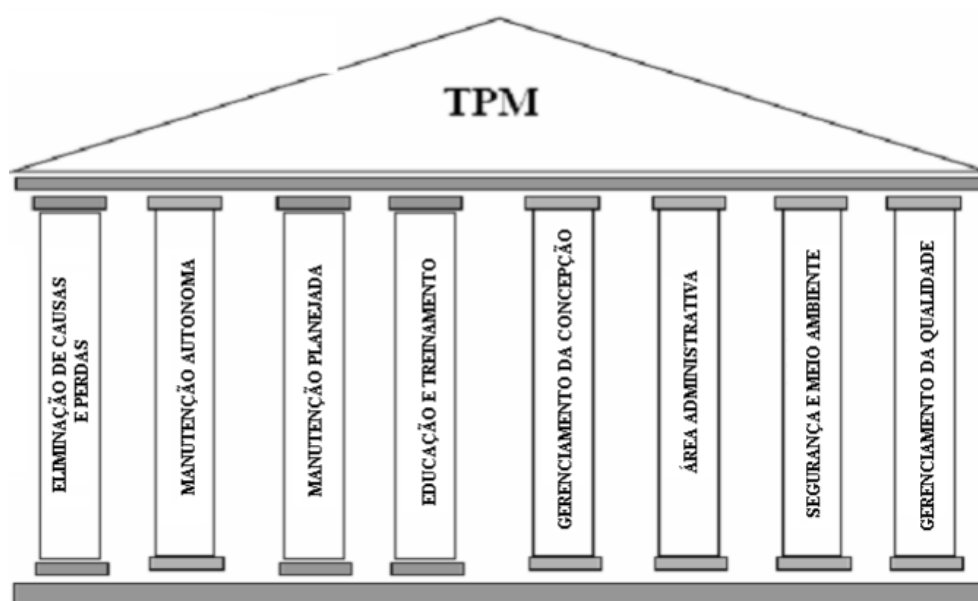 TPM
ELIMINAÇÃO DE CAUSAS
E PERDAS
MANUTENÇÃO AUTONOMA
MANUTENÇÃO PLANEJADA
EDUCAÇÃO E TREINAMENTO
GERENCIAMENTO DA CONCEPÇÃO
ÁREA ADMINISTRATIVA
SEGURANÇA E MEIO AMBIENTE
GERENCIAMENTO DA QUALIDADE